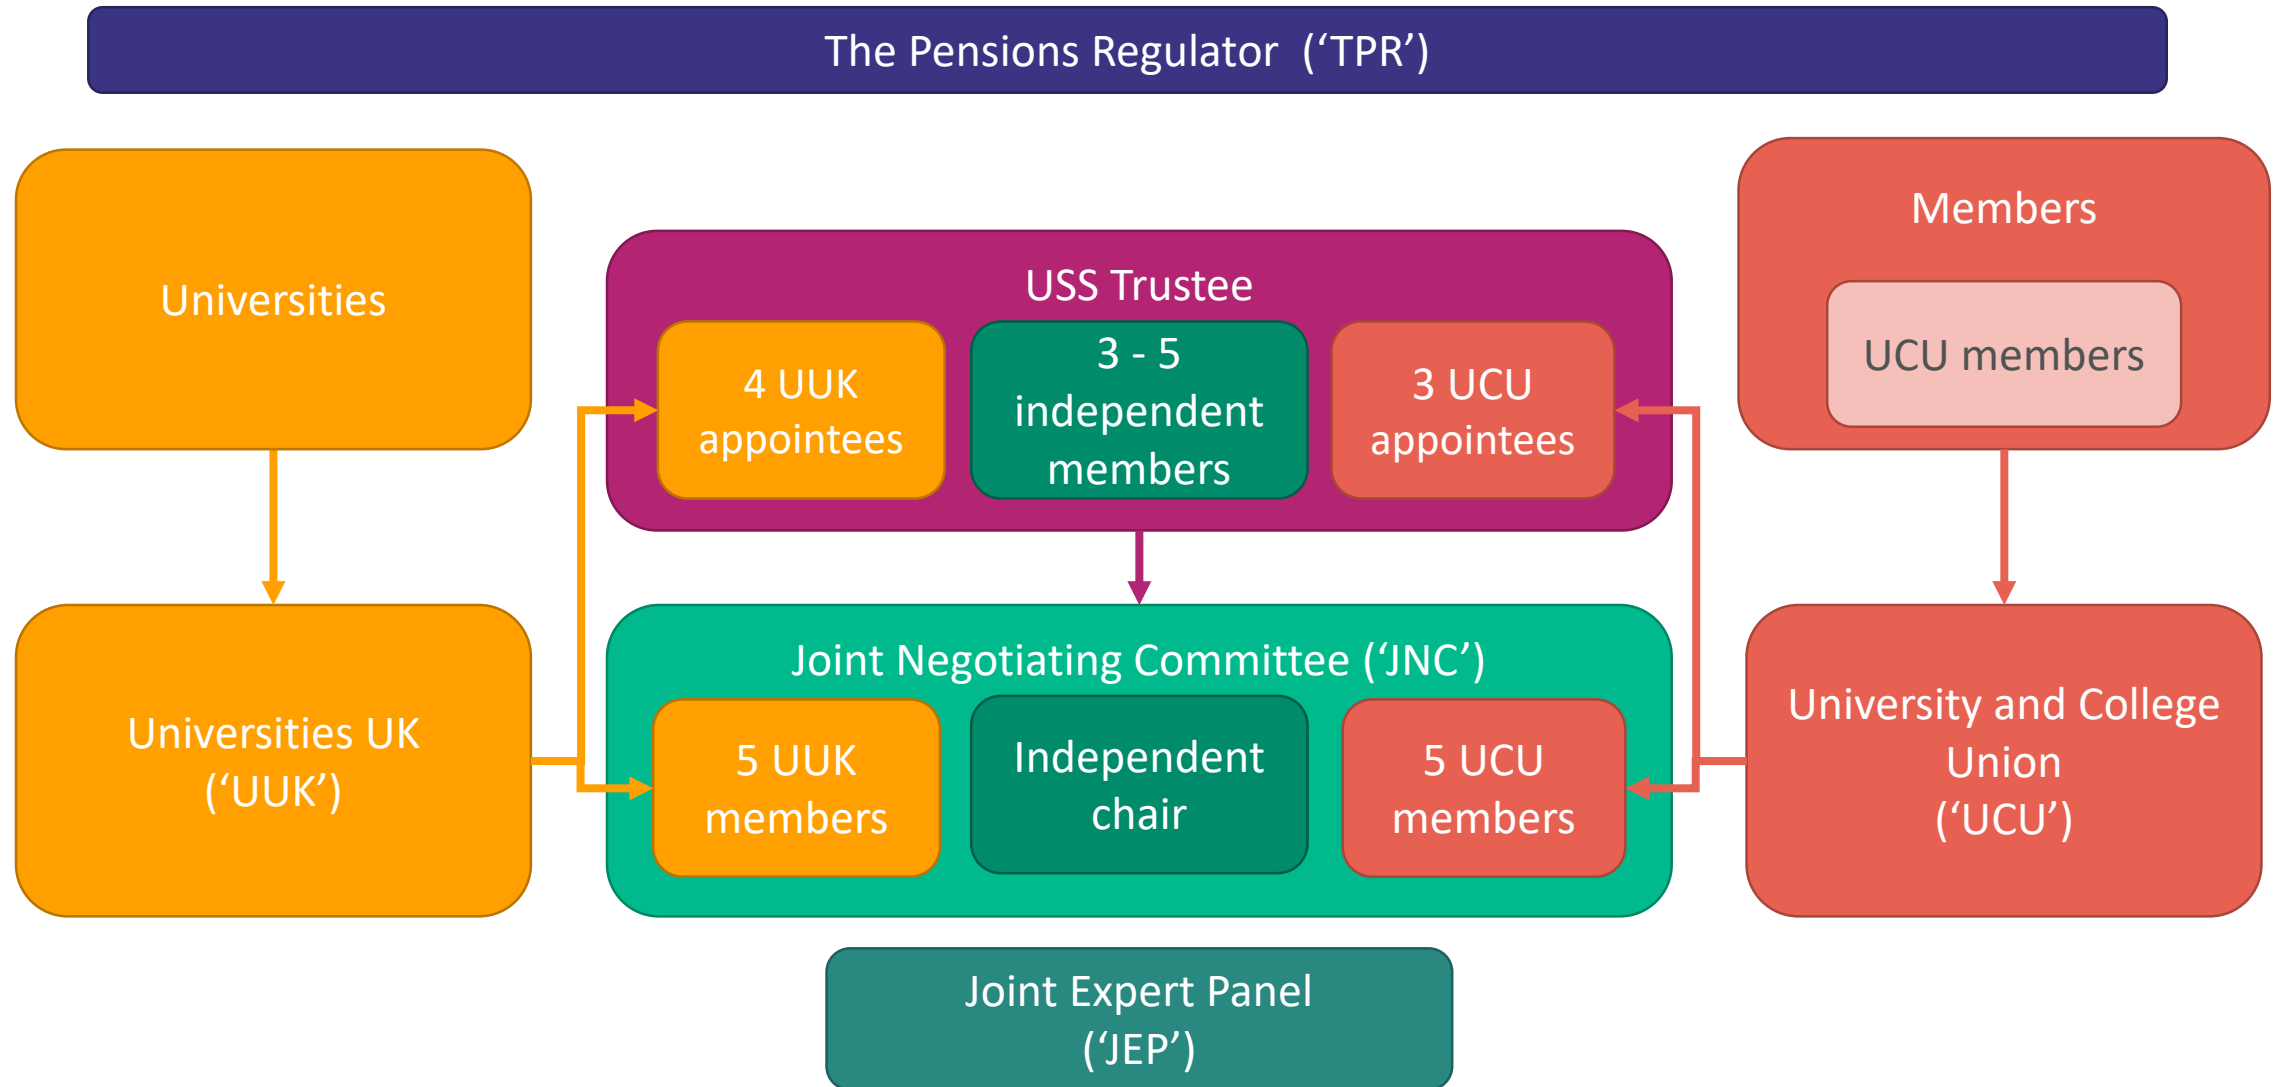 The Pensions Regulator  (‘TPR’)
Universities
USS Trustee
4 UUK
appointees
3 - 5
independent
members
3 UCU
appointees
Members
UCU members
Universities UK
(‘UUK’)
Joint Negotiating Committee (‘JNC’)
5 UUK
members
Independent
chair
5 UCU
members
University and College
Union
(‘UCU’)
Joint Expert Panel
(‘JEP’)